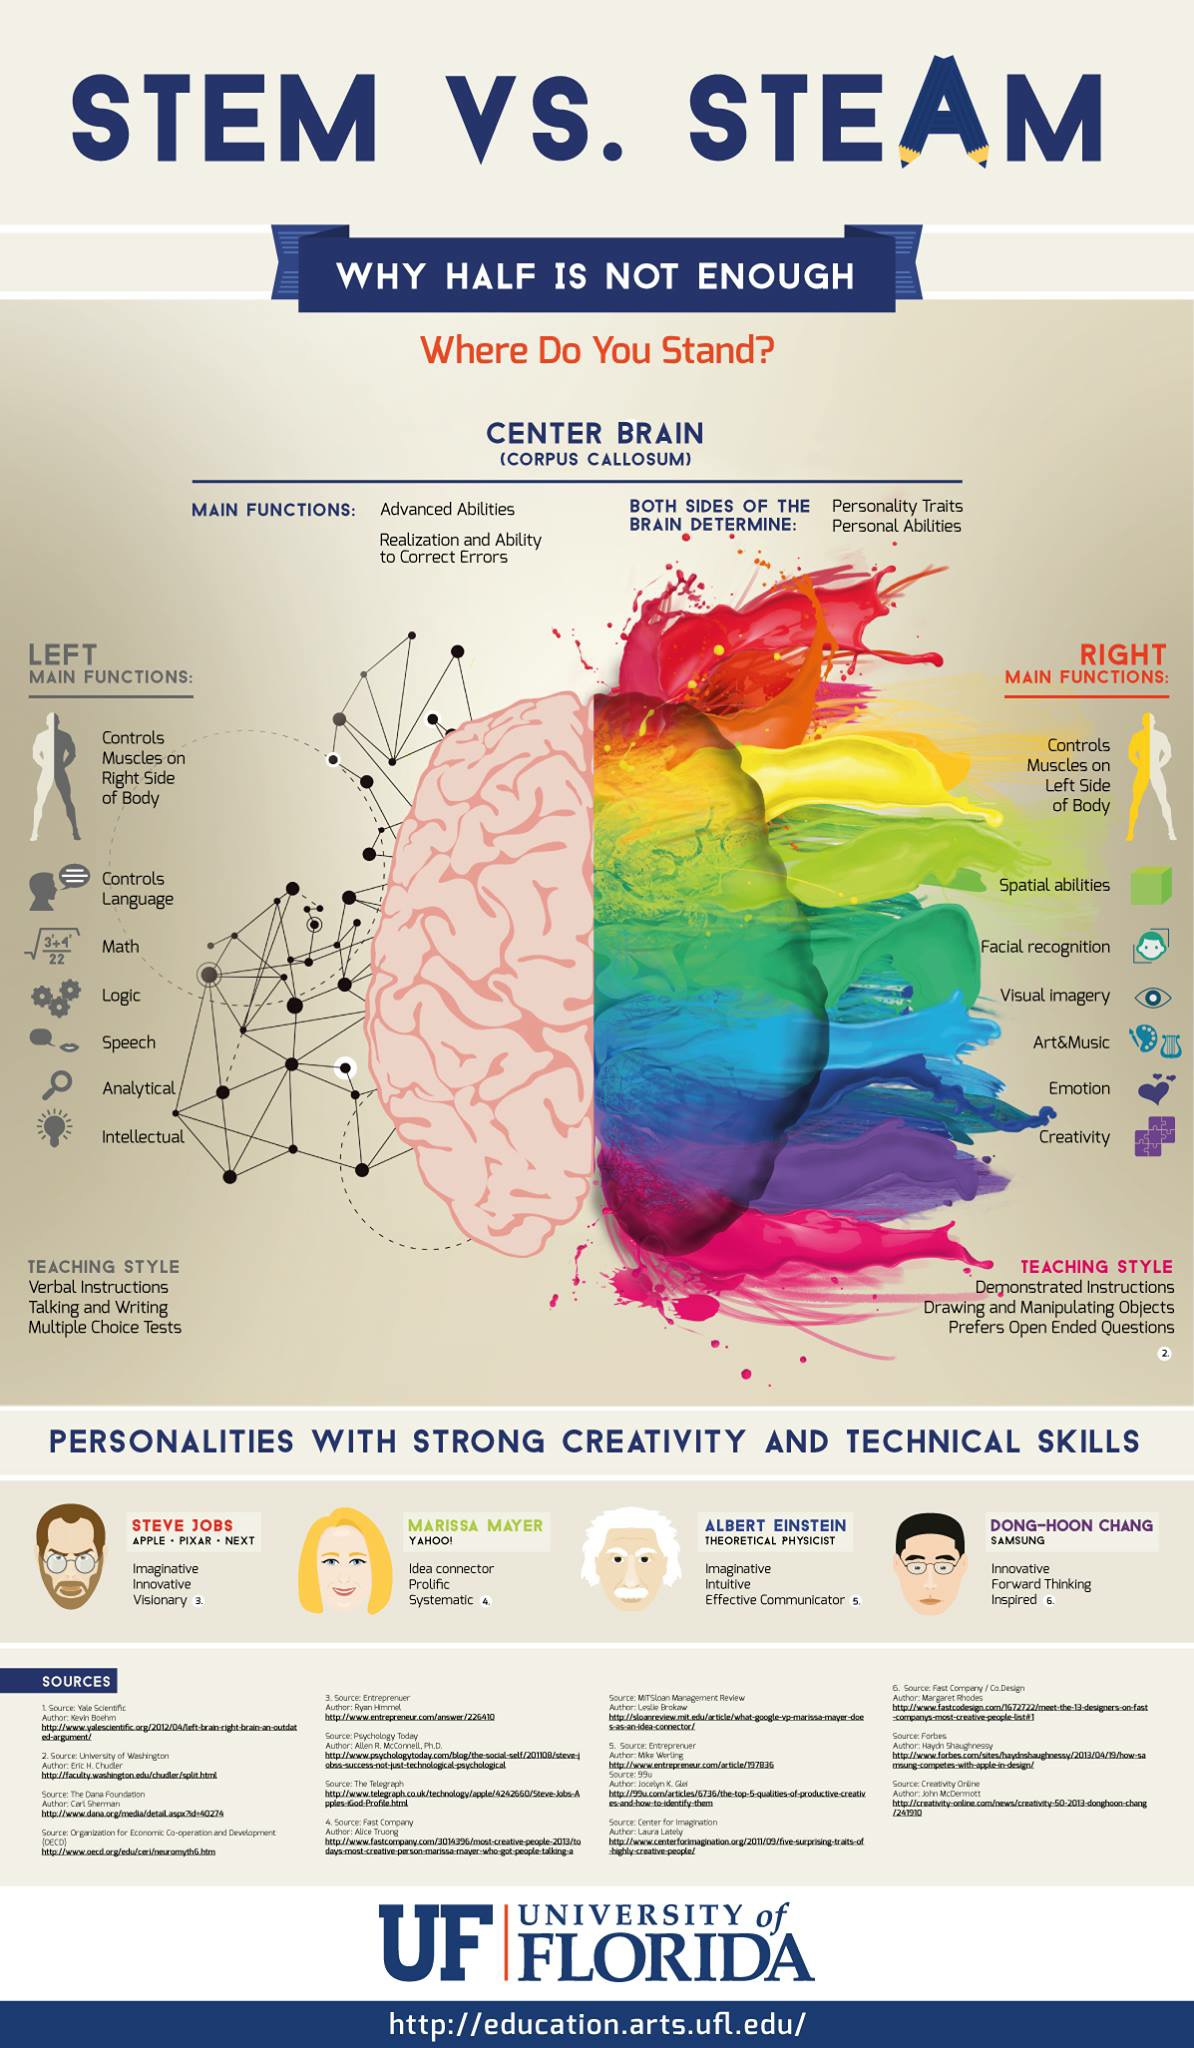 STEM VS. STEAM
WHY HALF IS NOT ENOUGH
Where Do You Stand?
CENTER BRAIN
(CORPUS CALLOSUM)
MAIN FUNCTIONS:
Advanced Abilities
Realization and Ability
to Correct Errors
BOTH SIDES OF THE
BRAIN DETERMINE:
Personality Traits
Personal Abilities
LEFT
MAIN FUNCTIONS:
Controls
Muscles on
Right Side
of Body
Controls
Language
3+4
22
Math
Logic
Speech
Analytical
Intellectual
TEACHING STYLE
Verbal Instructions
Talking and Writing
Multiple Choice Tests
RIGHT
MAIN FUNCTIONS:
Controls
Muscles on
Left Side
of Body
Spatial abilities
Facial recognition
Visual imagery
Art&Music
Emotion
Creativity
TEACHING STYLE
Demonstrated Instructions
Drawing and Manipulating Objects
Prefers Open Ended Questions
2.
PERSONALITIES WITH STRONG CREATIVITY AND TECHNICAL SKILLS
STEVE JOBS
APPLE • PIXAR • NEXT
Imaginative
Innovative
Visionary 3.
MARISSA MAYER
YAHOO!
Idea connector
Prolific
Systematic 4.
ALBERT EINSTEIN
THEORETICAL PHYSICIST
Imaginative
Intuitive
Effective Communicator 5.
DONG-HOON CHANG
SAMSUNG
Innovative
Forward Thinking
Inspired 6.
SOURCES
1. Source: Yale Scientific
Author: Kevin Boehm
http://www.yalescientific.org/2012/04/left-brain-right-brain-an-outdat
ed-argument/
2. Source: University of Washington
Author: Eric H. Chudler
http://faculty.washington.edu/chudler/split.html
Source: The Dana Foundation
Author: Carl Sherman
http://www.dana.org/media/detail.aspx?id=40274
Source: Organization for Economic Co-operation and Development
(OECD)
http://www.oecd.org/edu/ceri/neuromyth6.htm
3. Source: Entreprenuer
Author: Ryan Himmel
http://www.entrepreneur.com/answer/226410
Source: Psychology Today
Author: Allen R. McConnell, Ph.D.
http://www.psychologytoday.com/blog/the-social-self/201108/steve-j
obss-success-not-just-technological-psychological
Source: The Telegraph
http://www.telegraph.co.uk/technology/apple/4242660/Steve-Jobs-A
pples-iGod-Profile.html
4. Source: Fast Company
Author: Alice Truong
http://www.fastcompany.com/3014396/most-creative-people-2013/to
days-most-creative-person-marissa-mayer-who-got-people-talking-a
Source: MITSloan Management Review
Author: Leslie Brokaw
http://sloanreview.mit.edu/article/what-google-vp-marissa-mayer-doe
s-as-an-idea-connector/
5. Source: Entreprenuer
Author: Mike Werling
http://www.entrepreneur.com/article/197836
Source: 99u
Author: Jocelyn K. Glei
http://99u.com/articles/6736/the-top-5-qualities-of-productive-creativ
es-and-how-to-identify-them
Source: Center for Imagination
Author: Laura Lately
http://www.centerforimagination.org/2011/09/five-surprising-traits-of
-highly-creative-people/
6. Source: Fast Company / Co.Design
Author: Margaret Rhodes
http://www.fastcodesign.com/1672722/meet-the-13-designers-on-fast
-companys-most-creative-people-list#1
Source: Forbes
Author: Haydn Shaughnessy
http://www.forbes.com/sites/haydnshaughnessy/2013/04/19/how-sa
msung-competes-with-apple-in-design/
Source: Creativity Online
Author: John McDermott
http://creativity-online.com/news/creativity-50-2013-donghoon-chang
/241910
UF UNIVERSITY of
FLORIDA
http://education.arts.ufl.edu/